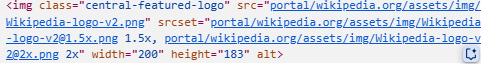 <img class="central-featured-logo" src="portal/wikipedia.org/assets/img/
Wikipedia-logo-v2.png" srcset="portal/wikipedia.org/assets/img/Wikipedia
-logo-v2@1.5x.png 1.5x, portal/wikipedia.org/assets/img/Wikipedia-logo-v
2@2x.png 2x" width="200" height="183" alt>